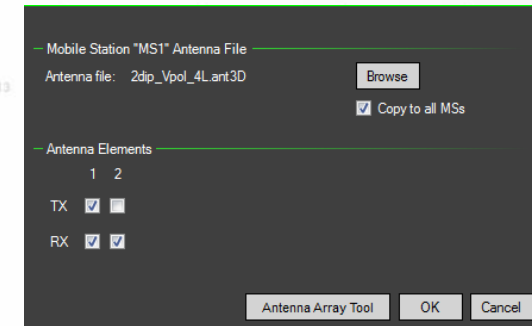 Mobile Station "MS1" Antenna File
Antenna file: 2dip_Vpol_4L.ant3D Browse
Copy to all MSs
Antenna Elements
1 2
TX
RX
Antenna Array Tool OK Cancel